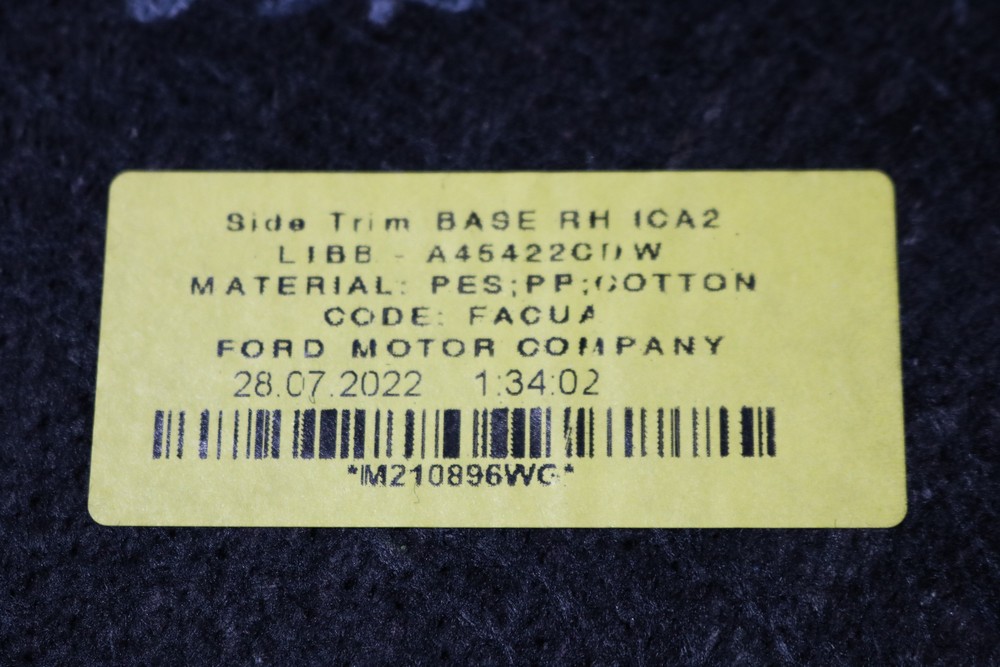 Side Trim BASE RH ICA2
L1BB - A45422CDW
MATERIAL: PES;PP;COTTON
CODE: FACUA
FORD MOTOR COMPANY
28.07.2022 1:34:02
*M210896WG*